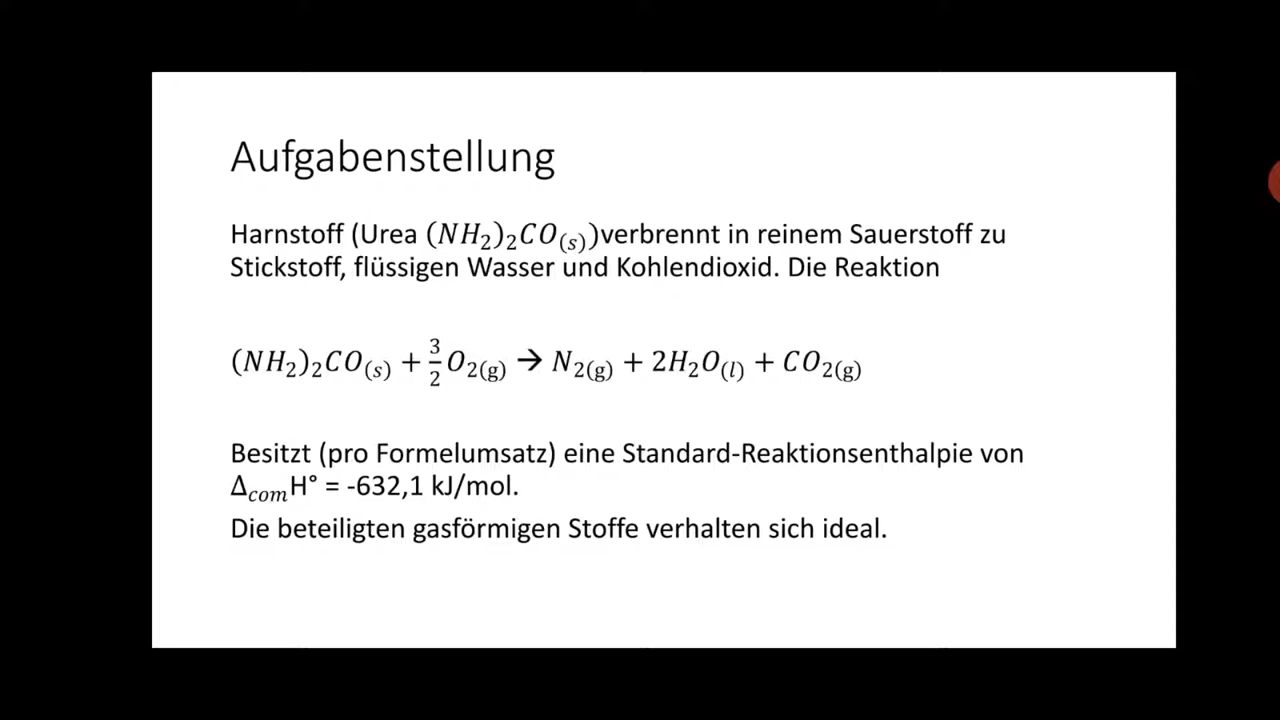 Aufgabenstellung
Harnstoff (Urea (NH₂)₂CO₍ₛ₎)verbrennt in reinem Sauerstoff zu
Stickstoff, flüssigen Wasser und Kohlendioxid. Die Reaktion
(NH₂)₂CO₍ₛ₎ + 3/2 O₂(g) → N₂(g) + 2H₂O(l) + CO₂(g)
Besitzt (pro Formelumsatz) eine Standard-Reaktionsenthalpie von
Δcom H° = -632,1 kJ/mol.
Die beteiligten gasförmigen Stoffe verhalten sich ideal.